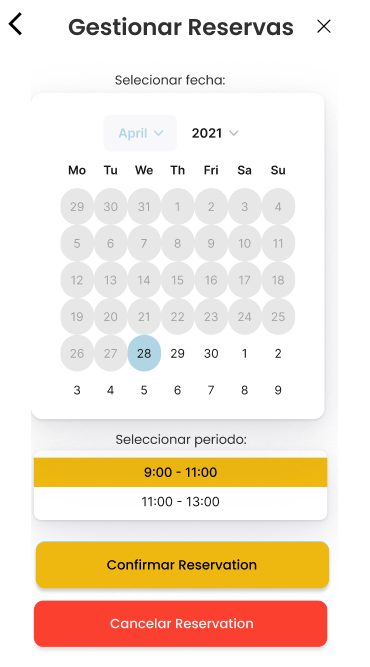 Gestionar Reservas
Selecionar fecha:
April 2021
Mo Tu We Th Fri Sa Su
29 30 31 1 2 3 4
5 6 7 8 9 10 11
12 13 14 15 16 17 18
19 20 21 22 23 24 25
26 27 28 29 30 1 2
3 4 5 6 7 8 9
Seleccionar periodo:
9:00 - 11:00
11:00 - 13:00
Confirmar Reservation
Cancelar Reservation